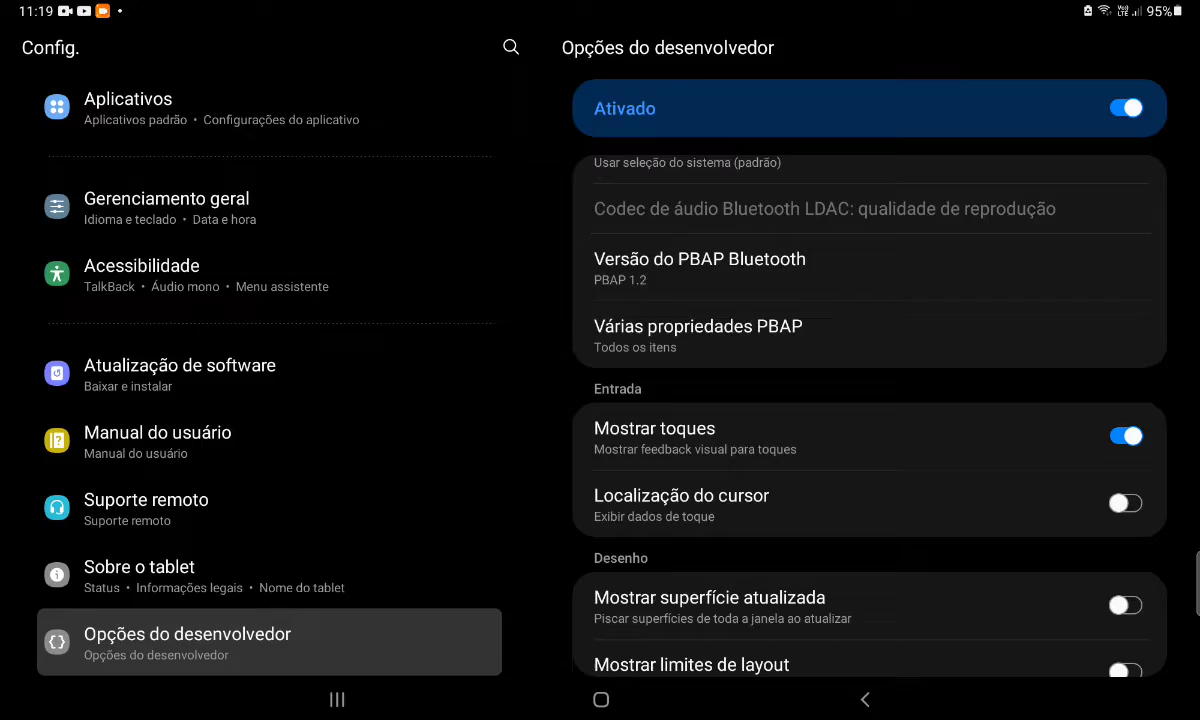 11:19
VoD LTE 95%
Config.
Aplicativos
Aplicativos padrão • Configurações do aplicativo
Gerenciamento geral
Idioma e teclado • Data e hora
Acessibilidade
TalkBack • Áudio mono • Menu assistente
Atualização de software
Baixar e instalar
Manual do usuário
Manual do usuário
Suporte remoto
Suporte remoto
Sobre o tablet
Status • Informações legais • Nome do tablet
Opções do desenvolvedor
Opções do desenvolvedor
Opções do desenvolvedor
Ativado
Usar seleção do sistema (padrão)
Codec de áudio Bluetooth LDAC: qualidade de reprodução
Versão do PBAP Bluetooth
PBAP 1.2
Várias propriedades PBAP
Todos os itens
Entrada
Mostrar toques
Mostrar feedback visual para toques
Localização do cursor
Exibir dados de toque
Desenho
Mostrar superfície atualizada
Piscar superfícies de toda a janela ao atualizar
Mostrar limites de layout